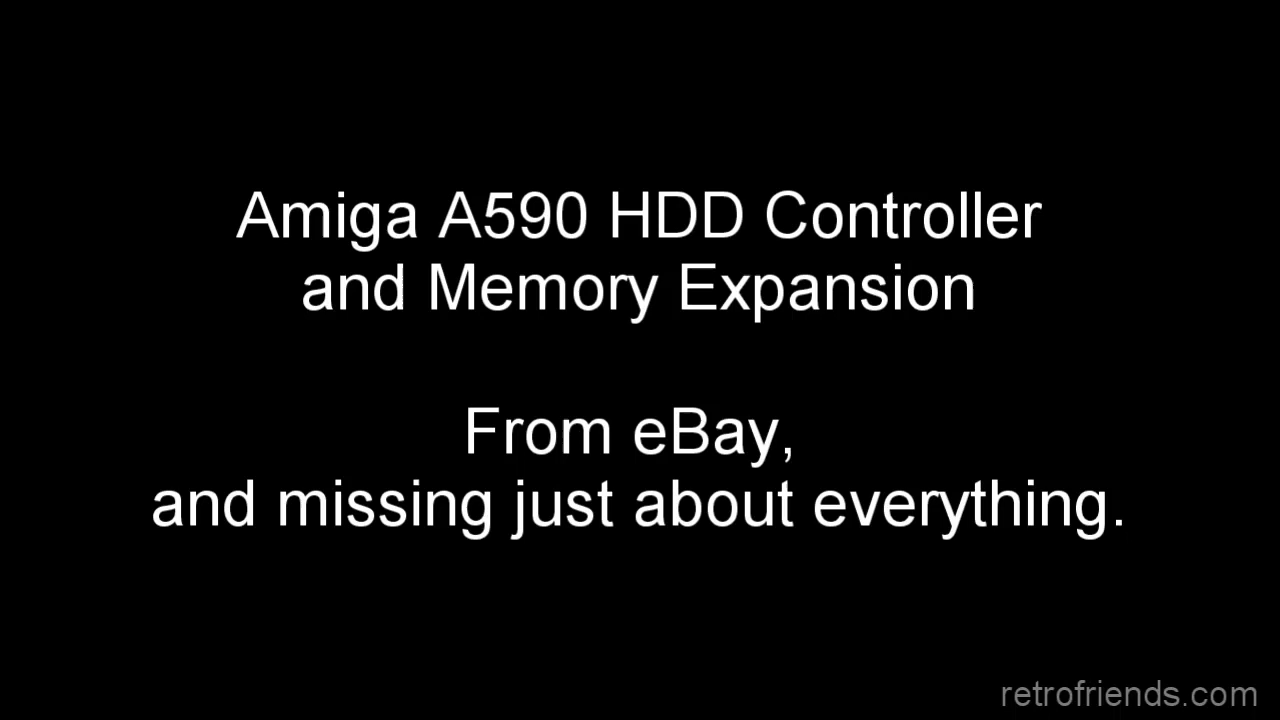 Amiga A590 HDD Controller
and Memory Expansion
From eBay,
and missing just about everything.
retrofriends.com